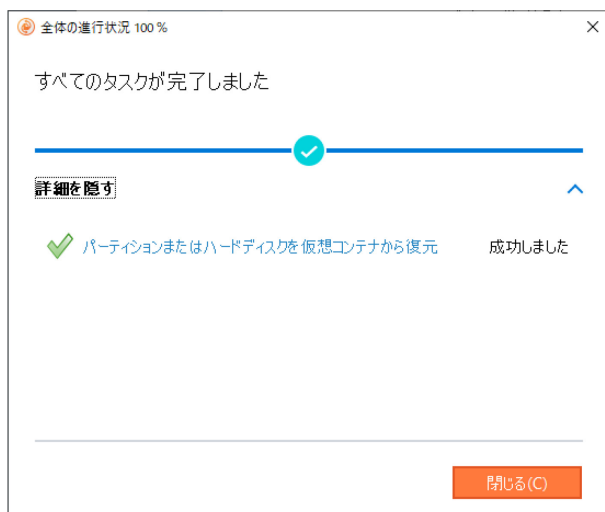 全体の進行状況 100 %
すべてのタスクが完了しました
詳細を隠す
パーティションまたはハードディスクを仮想コンテナから復元 成功しました
閉じる(C)